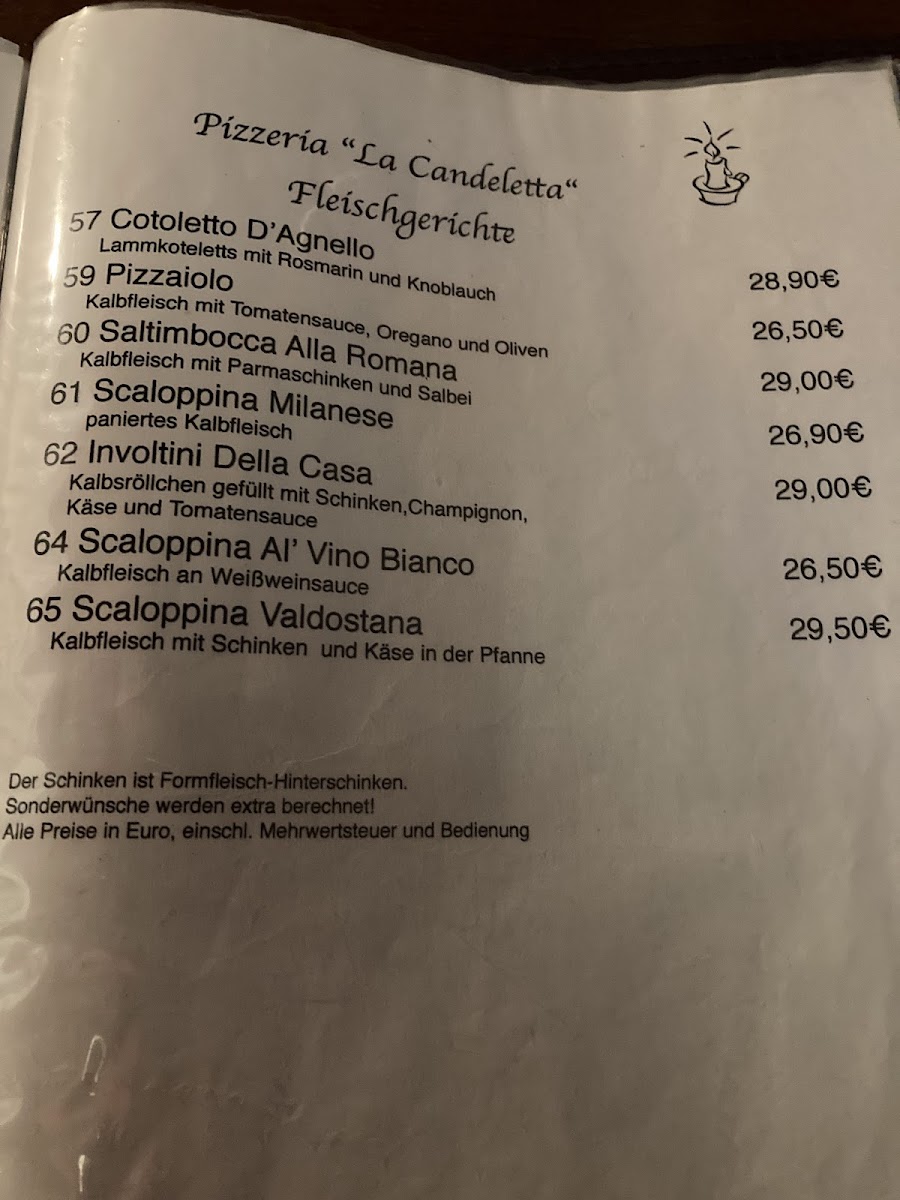 Pizzeria “La Candeletta“
Fleischgerichte
57 Cotoletto D’Agnello
Lammkoteletts mit Rosmarin und Knoblauch
28,90€
59 Pizzaiolo
Kalbfleisch mit Tomatensauce, Oregano und Oliven
26,50€
60 Saltimbocca Alla Romana
Kalbfleisch mit Parmaschinken und Salbei
29,00€
61 Scaloppina Milanese
paniertes Kalbfleisch
26,90€
62 Involtini Della Casa
Kalbsröllchen gefüllt mit Schinken,Champignon,
Käse und Tomatensauce
29,00€
64 Scaloppina Al’ Vino Bianco
Kalbfleisch an Weißweinsauce
26,50€
65 Scaloppina Valdostana
Kalbfleisch mit Schinken und Käse in der Pfanne
29,50€
Der Schinken ist Formfleisch-Hinterschinken.
Sonderwünsche werden extra berechnet!
Alle Preise in Euro, einschl. Mehrwertsteuer und Bedienung